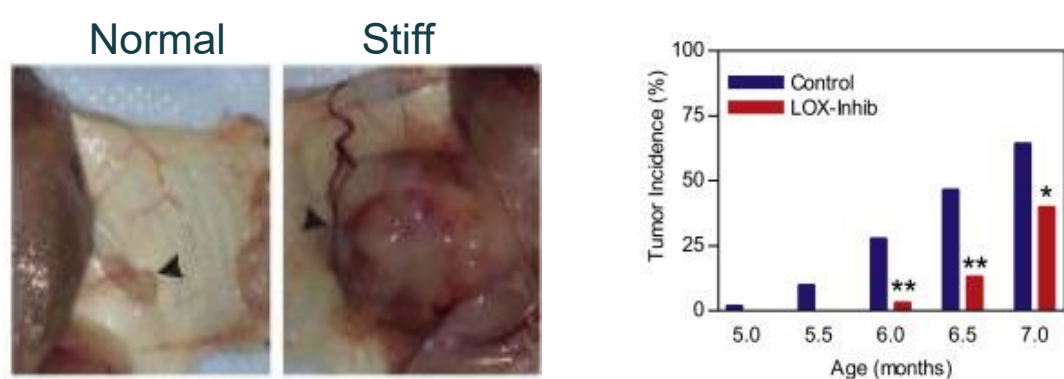 Normal
Stiff
Tumor Incidence (%)
100
75
50
25
0
Control
LOX-Inhib
**
**
*
5.0 5.5 6.0 6.5 7.0
Age (months)